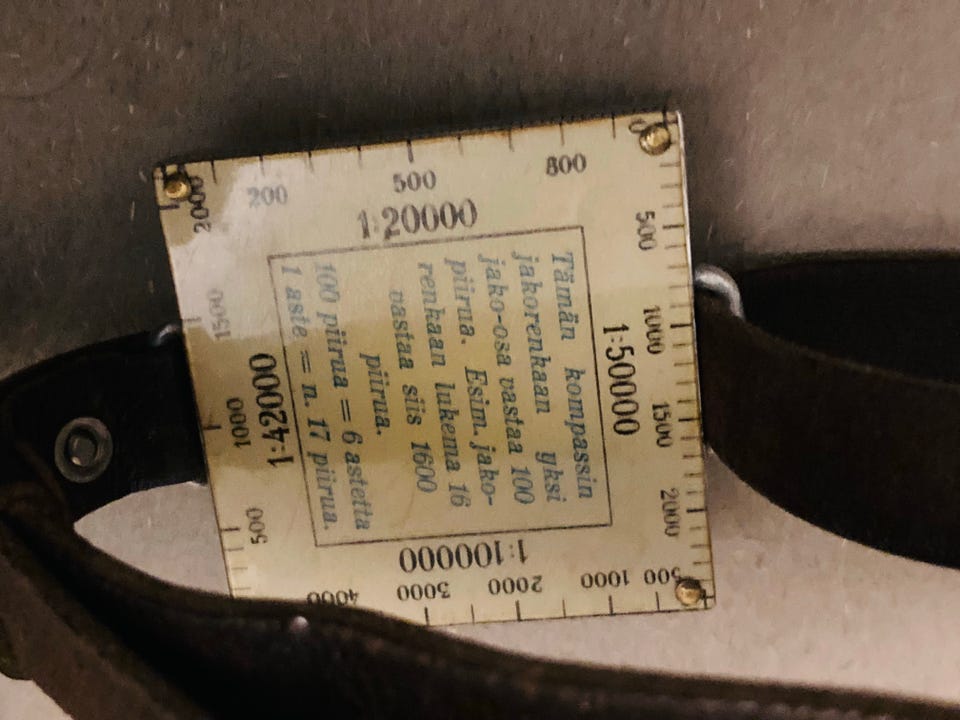 200 500 800
1:20000
500 1000 1500 2000
1:50000
500 1000 2000 3000 4000
1:100000
500 1000 1500 2000
1:42000
Tämän kompassin
jakorenkaan yksi
jako-osa vastaa 100
piirua. Esim. jako-
renkaan lukema 16
vastaa siis 1600
piirua.
100 piirua = 6 astetta
1 aste = n. 17 piirua.